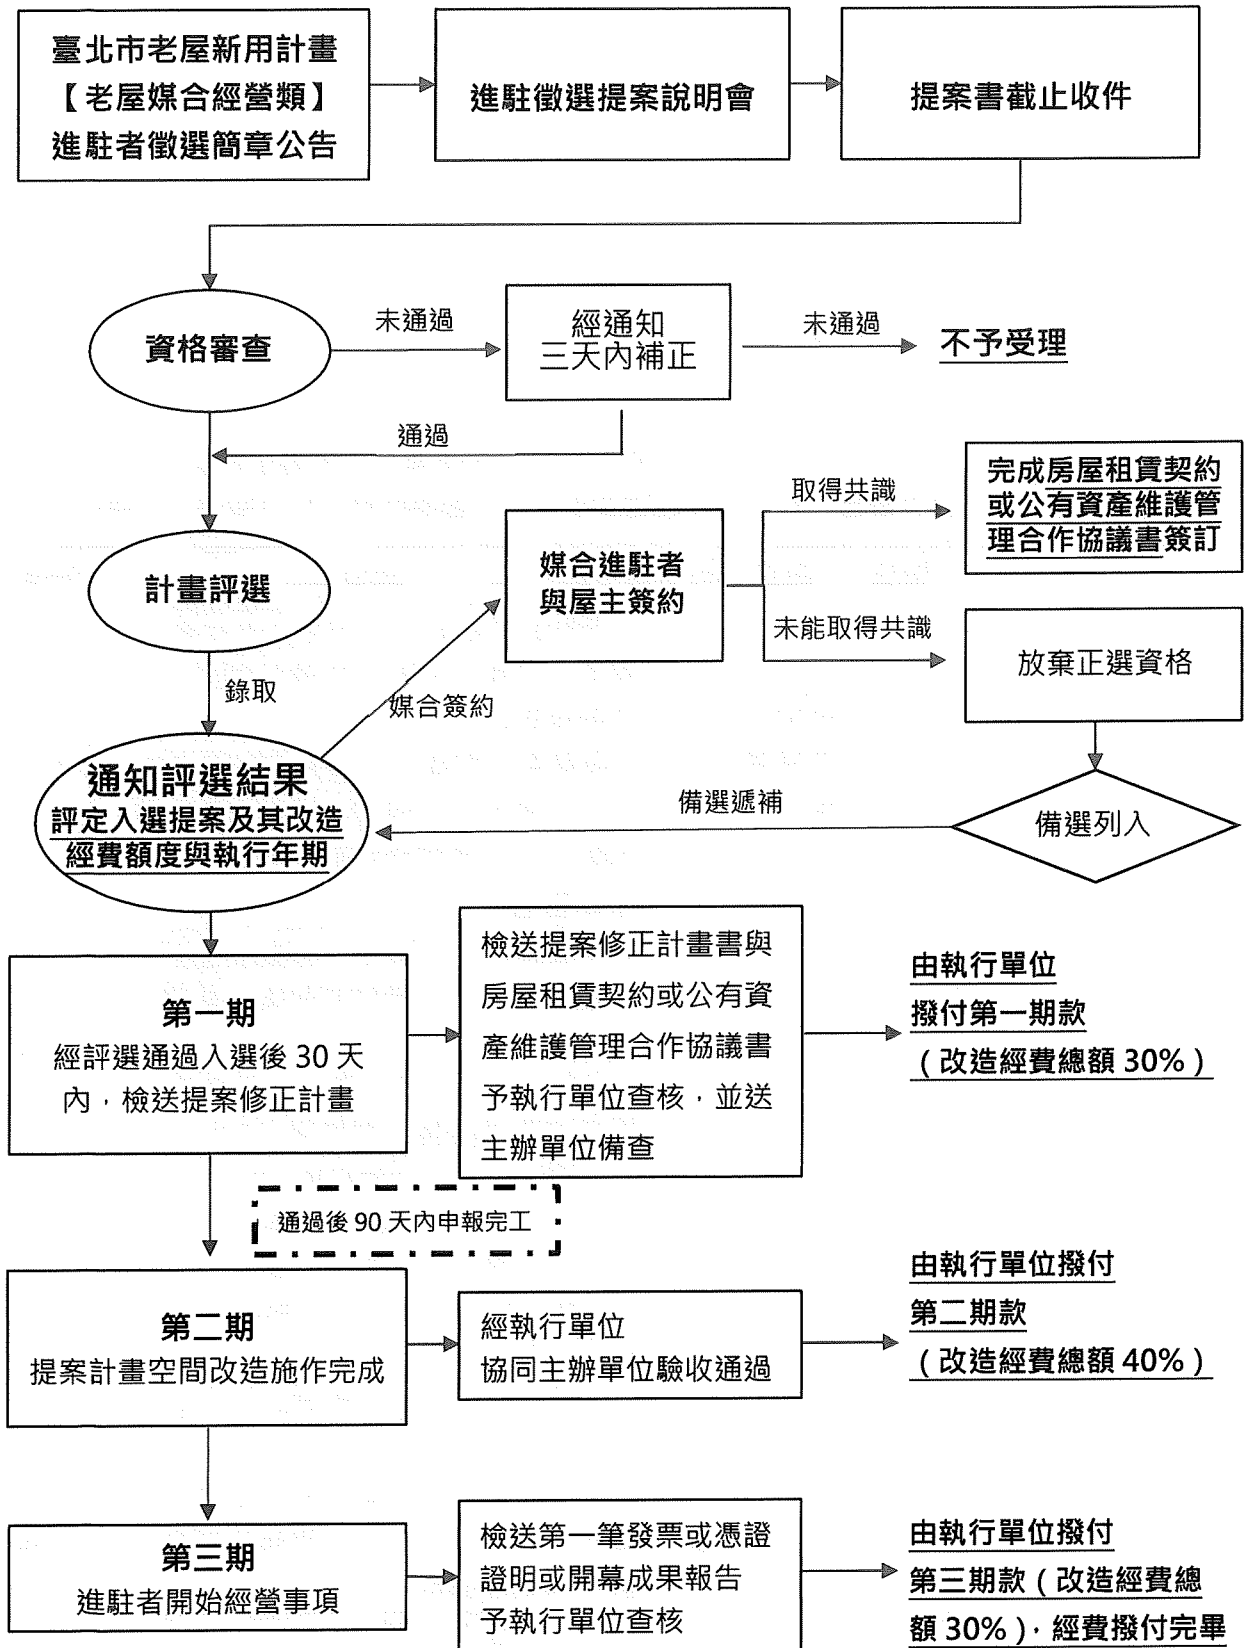 臺北市老屋新用計畫
【老屋媒合經營類】
進駐者徵選簡章公告
進駐徵選提案說明會
提案書截止收件
資格審查
未通過
經通知
三天內補正
未通過
不予受理
通過
計畫評選
媒合進駐者
與屋主簽約
取得共識
完成房屋租賃契約
或公有資產維護管
理合作協議書簽訂
未能取得共識
放棄正選資格
錄取
媒合簽約
通知評選結果
評定入選提案及其改造
經費額度與執行年期
備選遞補
備選列入
第一期
經評選通過入選後 30 天
內，檢送提案修正計畫
檢送提案修正計畫書與
房屋租賃契約或公有資
產維護管理合作協議書
予執行單位查核，並送
主辦單位備查
由執行單位
撥付第一期款
（改造經費總額 30%）
通過後 90 天內申報完工
第二期
提案計畫空間改造施作完成
經執行單位
協同主辦單位驗收通過
由執行單位撥付
第二期款
（改造經費總額 40%）
第三期
進駐者開始經營事項
檢送第一筆發票或憑證
證明或開幕成果報告
予執行單位查核
由執行單位撥付
第三期款（改造經費總
額 30%），經費撥付完畢